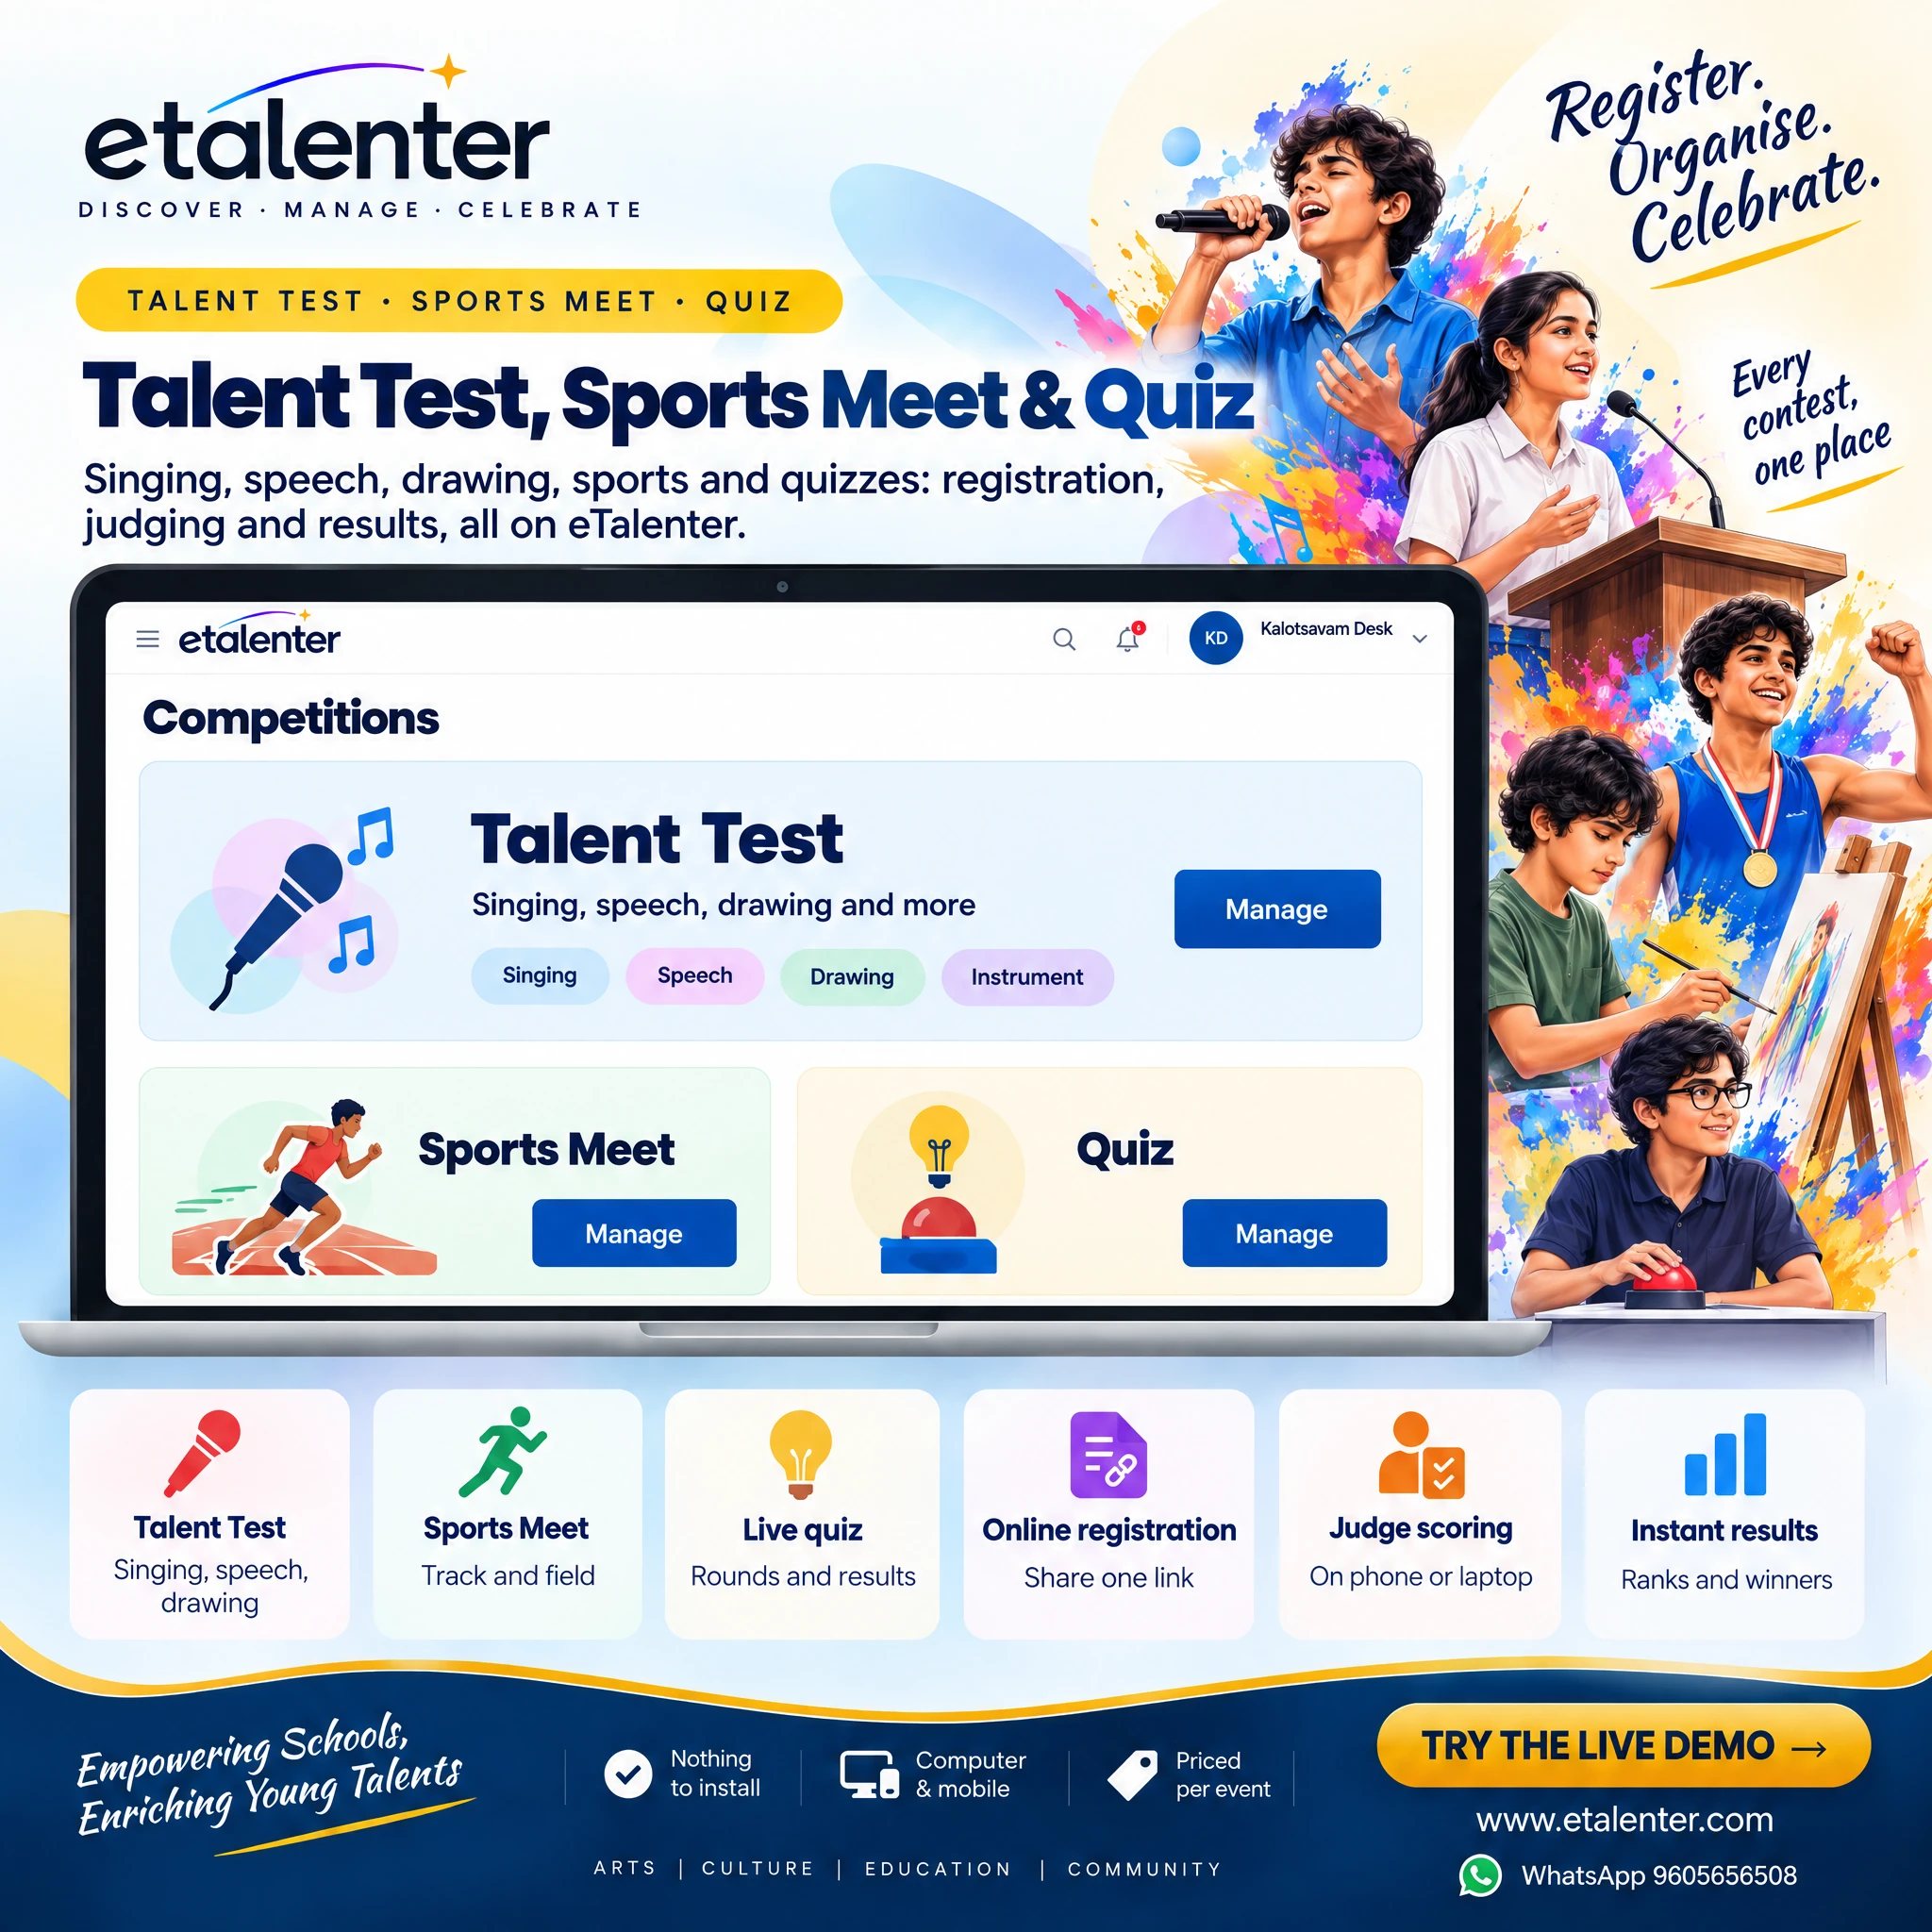 etalenter
DISCOVER · MANAGE · CELEBRATE
Register.
Organise.
Celebrate.
TALENT TEST • SPORTS MEET • QUIZ
Talent Test, Sports Meet & Quiz
Every
contest,
one place
Singing, speech, drawing, sports and quizzes: registration,
judging and results, all on eTalenter.
etalenter
KD
Kalotsavam Desk
Competitions
Talent Test
Singing, speech, drawing and more
Manage
Singing
Speech
Drawing
Instrument
Sports Meet
Manage
Quiz
Manage
Talent Test
Singing, speech,
drawing
Sports Meet
Track and field
Live quiz
Rounds and results
Online registration
Share one link
Judge scoring
On phone or laptop
Instant results
Ranks and winners
Empowering Schools,
Enriching Young Talents
Nothing
to install
Computer
& mobile
Priced
per event
TRY THE LIVE DEMO →
www.etalenter.com
WhatsApp 9605656508
ARTS | CULTURE | EDUCATION | COMMUNITY